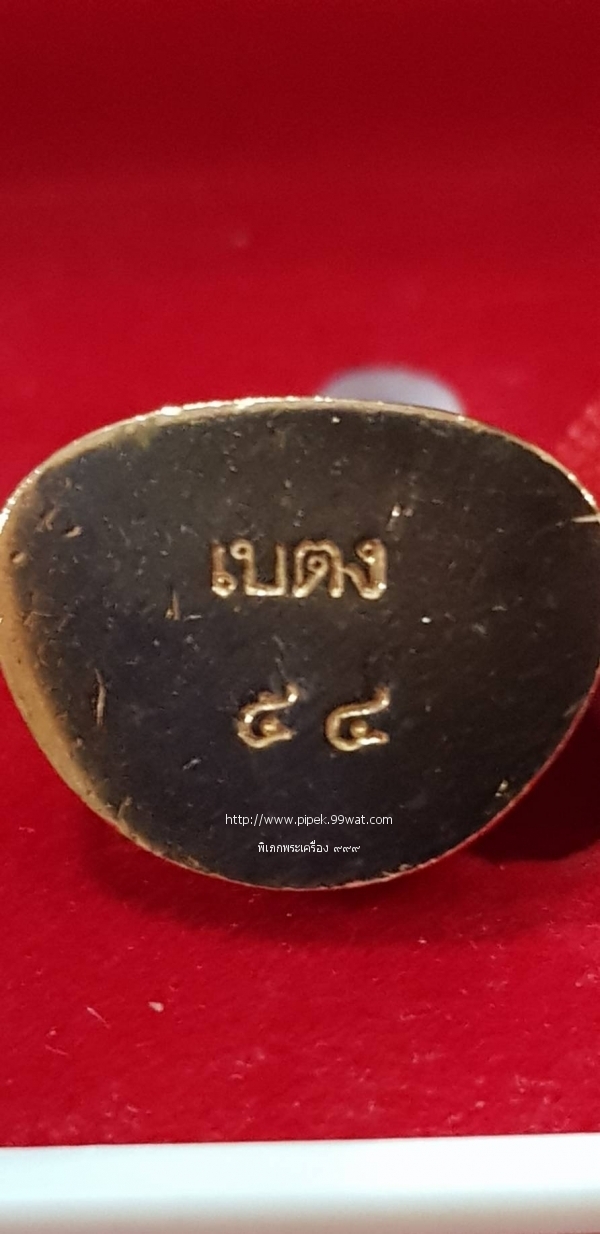 เบตง
๕ ๔
http://www.pipek.99wat.com
พิเภกพระเครื่อง ๙๙๙